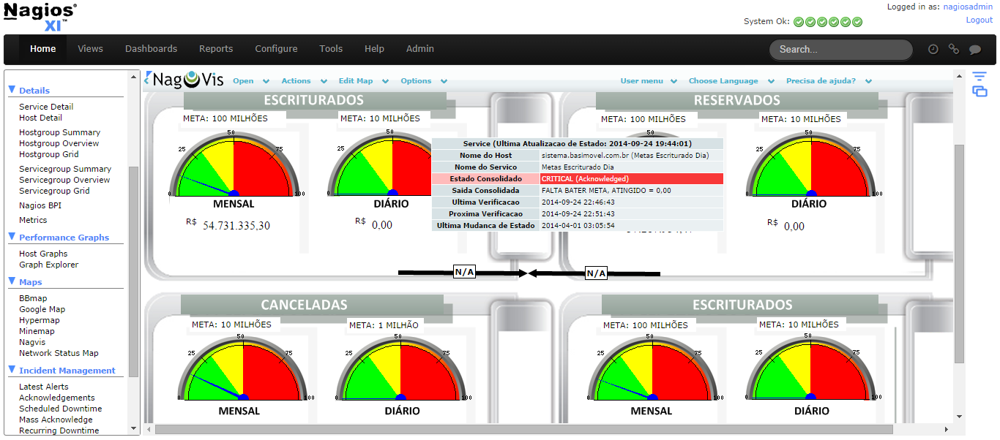 Nagios®
XI™
Logged in as: nagiosadmin
System Ok:
Logout
Home Views Dashboards Reports Configure Tools Help Admin
Search...
Details
Service Detail
Host Detail
Hostgroup Summary
Hostgroup Overview
Hostgroup Grid
Servicegroup Summary
Servicegroup Overview
Servicegroup Grid
Nagios BPI
Metrics
Performance Graphs
Host Graphs
Graph Explorer
Maps
BBmap
Google Map
Hypermap
Minemap
Nagvis
Network Status Map
Incident Management
Latest Alerts
Acknowledgements
Scheduled Downtime
Mass Acknowledge
Recurring Downtime
NagVis Open Actions Edit Map Options User menu Choose Language Precisa de ajuda?
ESCRITURADOS
META: 100 MILHÕES
0 25 50 75 100
MENSAL
R$ 54.731.335,30
META: 10 MILHÕES
0 25 50
DIÁRIO
R$ 0,00
Service (Ultima Atualizacao de Estado: 2014-09-24 19:44:01)
Nome do Host sistema.basimovel.com.br (Metas Escriturado Dia)
Nome do Servico Metas Escriturado Dia
Estado Consolidado CRITICAL (Acknowledged)
Saida Consolidada FALTA BATER META, ATINGIDO = 0,00
Ultima Verificacao 2014-09-24 22:46:43
Proxima Verificacao 2014-09-24 22:51:43
Ultima Mudanca de Estado 2014-04-01 03:05:54
RESERVADOS
META: 100 MILHÕES
50
META: 10 MILHÕES
0 25 50 75 100
DIÁRIO
R$ 0,00
N/A
N/A
CANCELADAS
META: 10 MILHÕES
0 25 50 75 100
MENSAL
META: 1 MILHÃO
0 25 50 75 100
DIÁRIO
ESCRITURADOS
META: 100 MILHÕES
0 25 50 75 100
MENSAL
META: 10 MILHÕES
0 25 50 75 100
DIÁRIO